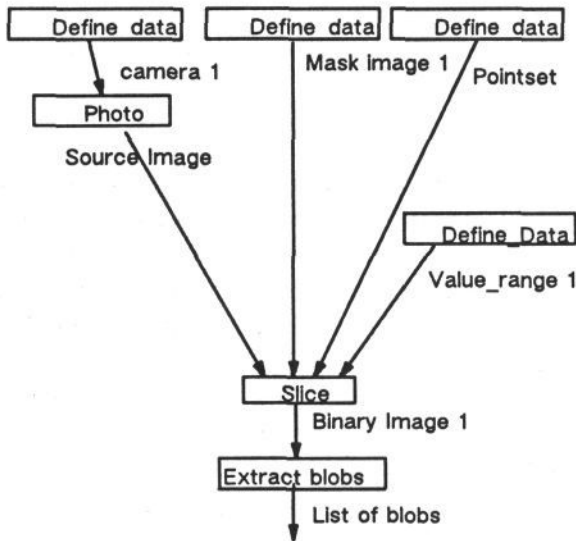 Define data
Define data
Define data
camera 1
Mask image 1
Pointset
Photo
Source Image
Define_Data
Value_range 1
Slice
Binary Image 1
Extract blobs
List of blobs